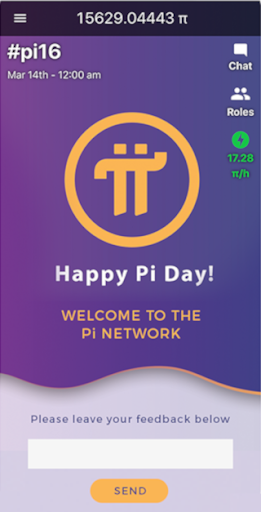 15629.04443 π
#pi16
Mar 14th - 12:00 am
Chat
Roles
17.28
π/h
Happy Pi Day!
WELCOME TO THE
Pi NETWORK
Please leave your feedback below
SEND